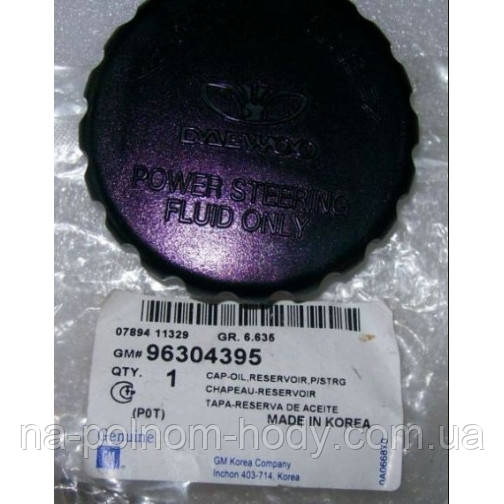 DAEWOO
POWER STEERING
FLUID ONLY
07894 11329 GR. 6.635
GM# 96304395
QTY. 1
CAP-OIL,RESERVOIR,P/STRG
CHAPEAU-RESERVOIR
TAPA-RESERVA DE ACEITE
(P0T) MADE IN KOREA
Genuine
GM
GM Korea Company
Inchon 403-714, Korea
na-polnom-hody.com.ua